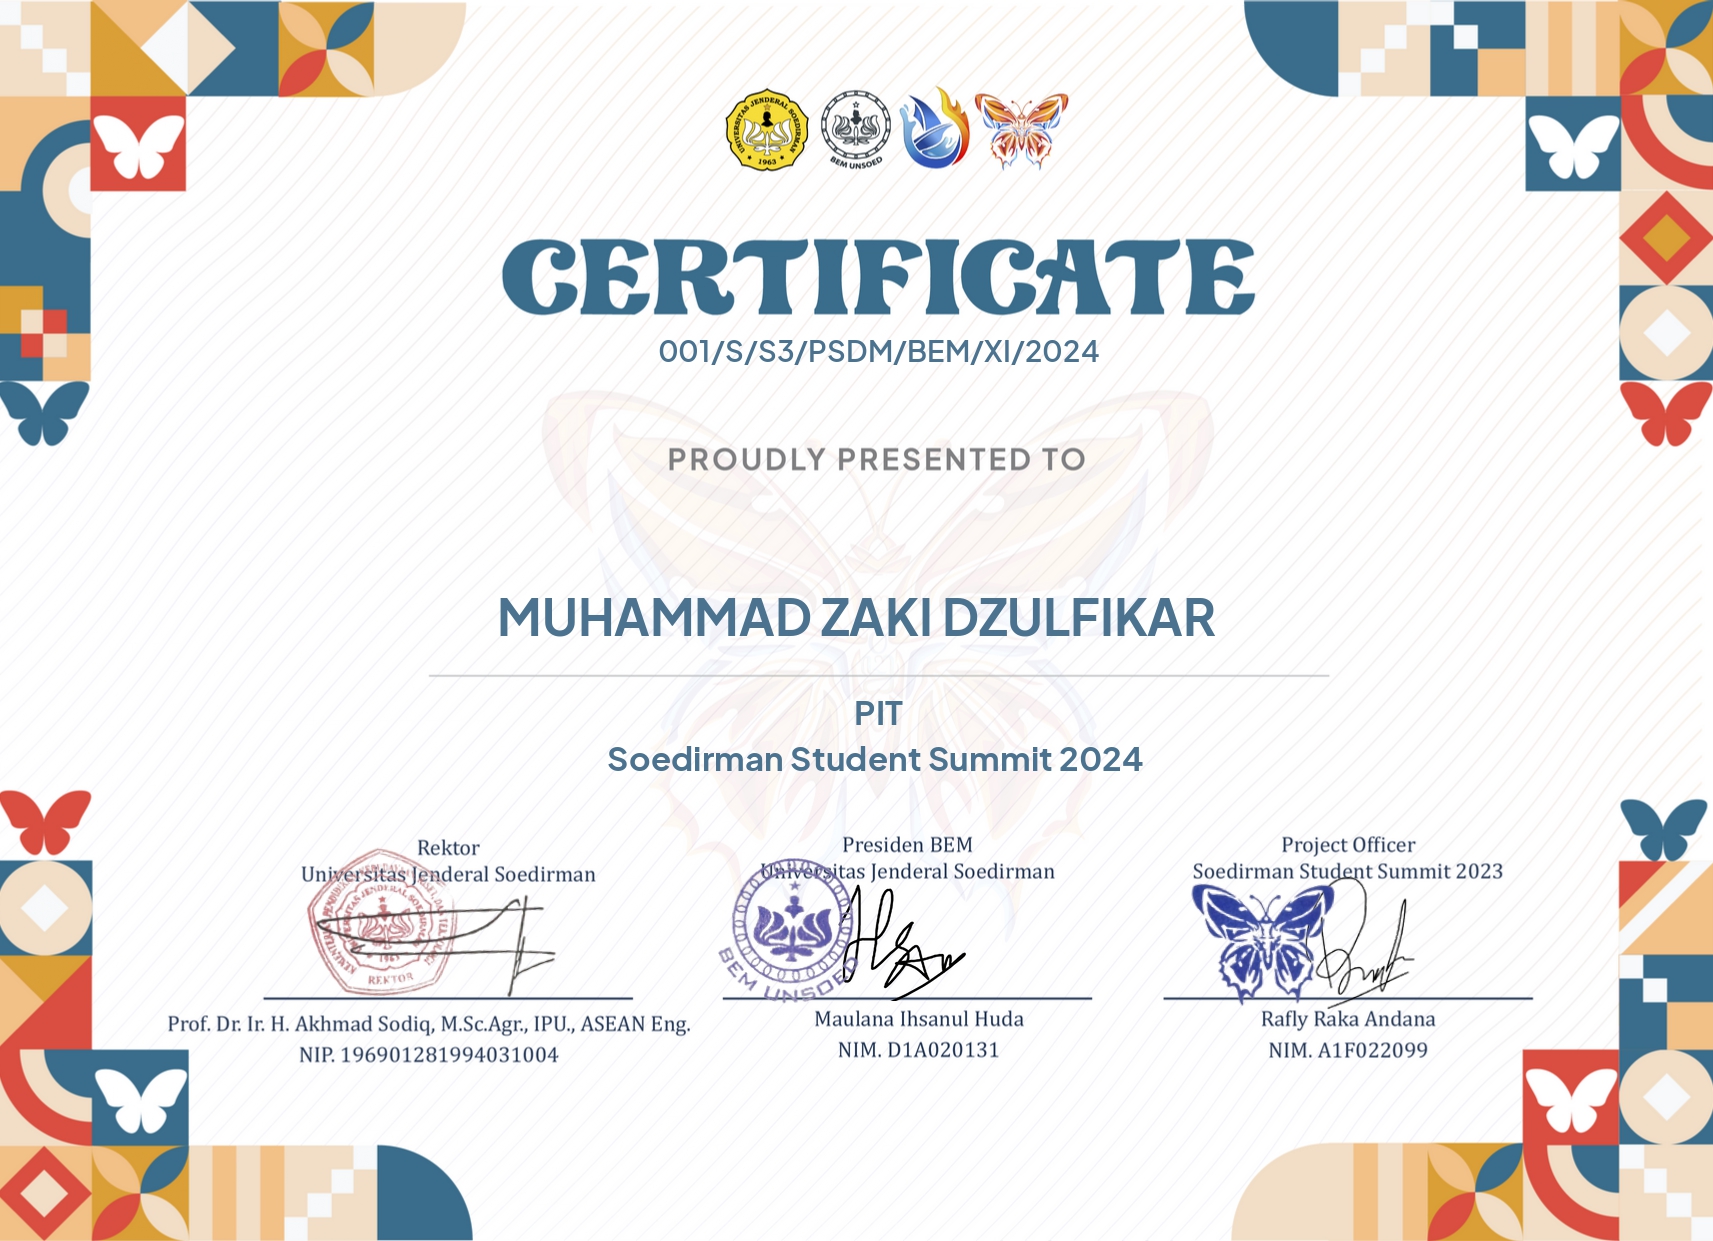 UNIVERSITAS JENDERAL SOEDIRMAN
1963
BEM UNSOED
CERTIFICATE
001/S/S3/PSDM/BEM/XI/2024
PROUDLY PRESENTED TO
MUHAMMAD ZAKI DZULFIKAR
PIT
Soedirman Student Summit 2024
Rektor
Universitas Jenderal Soedirman
REKTOR
Prof. Dr. Ir. H. Akhmad Sodiq, M.Sc.Agr., IPU., ASEAN Eng.
NIP. 196901281994031004
Presiden BEM
Universitas Jenderal Soedirman
BEM UNSOED
Maulana Ihsanul Huda
NIM. D1A020131
Project Officer
Soedirman Student Summit 2023
Rafly Raka Andana
NIM. A1F022099